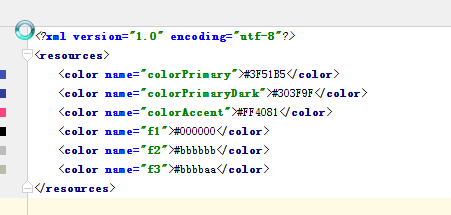 <?xml version="1.0" encoding="utf-8"?>
<resources>
<color name="colorPrimary">#3F51B5</color>
<color name="colorPrimaryDark">#303F9F</color>
<color name="colorAccent">#FF4081</color>
<color name="f1">#000000</color>
<color name="f2">#bbbbbb</color>
<color name="f3">#bbbbaa</color>
</resources>